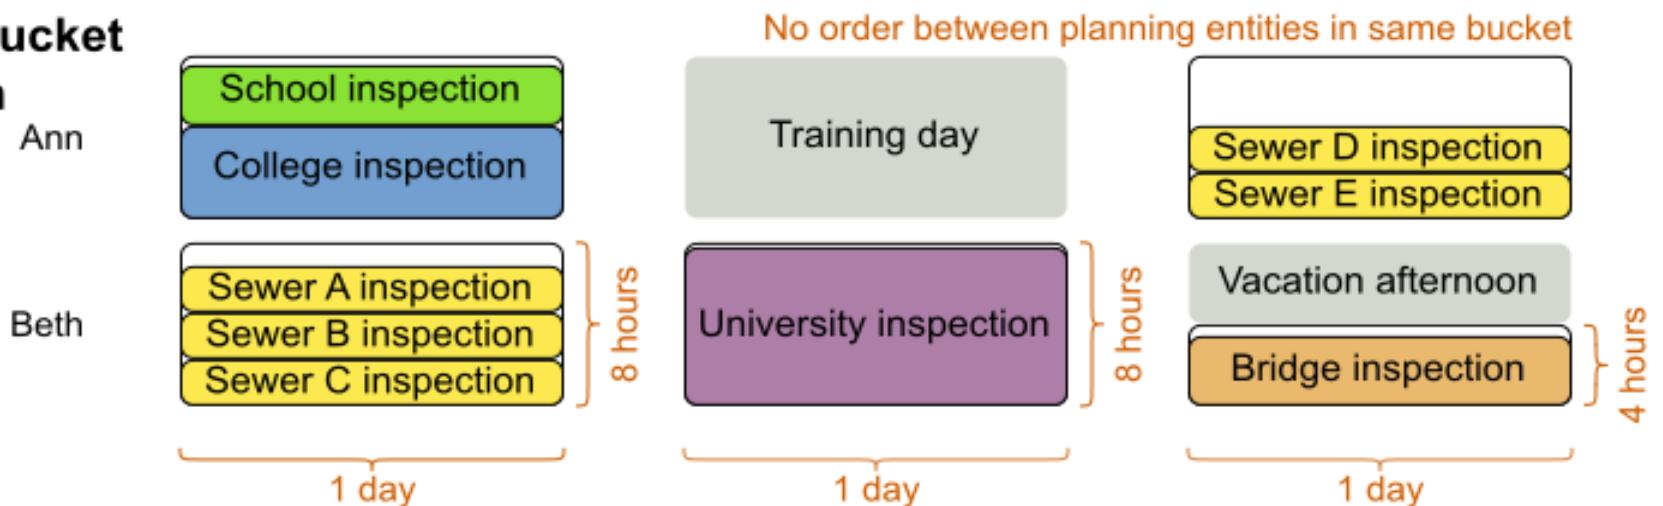 ucket
No order between planning entities in same bucket
Ann
School inspection
College inspection
Training day
Sewer D inspection
Sewer E inspection
Beth
Sewer A inspection
Sewer B inspection
Sewer C inspection
8 hours
University inspection
8 hours
Vacation afternoon
Bridge inspection
4 hours
1 day
1 day
1 day